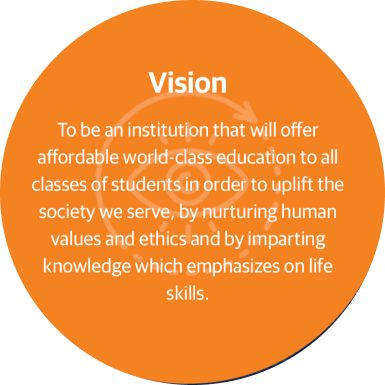 Vision
To be an institution that will offer
affordable world-class education to all
classes of students in order to uplift the
society we serve, by nurturing human
values and ethics and by imparting
knowledge which emphasizes on life
skills.